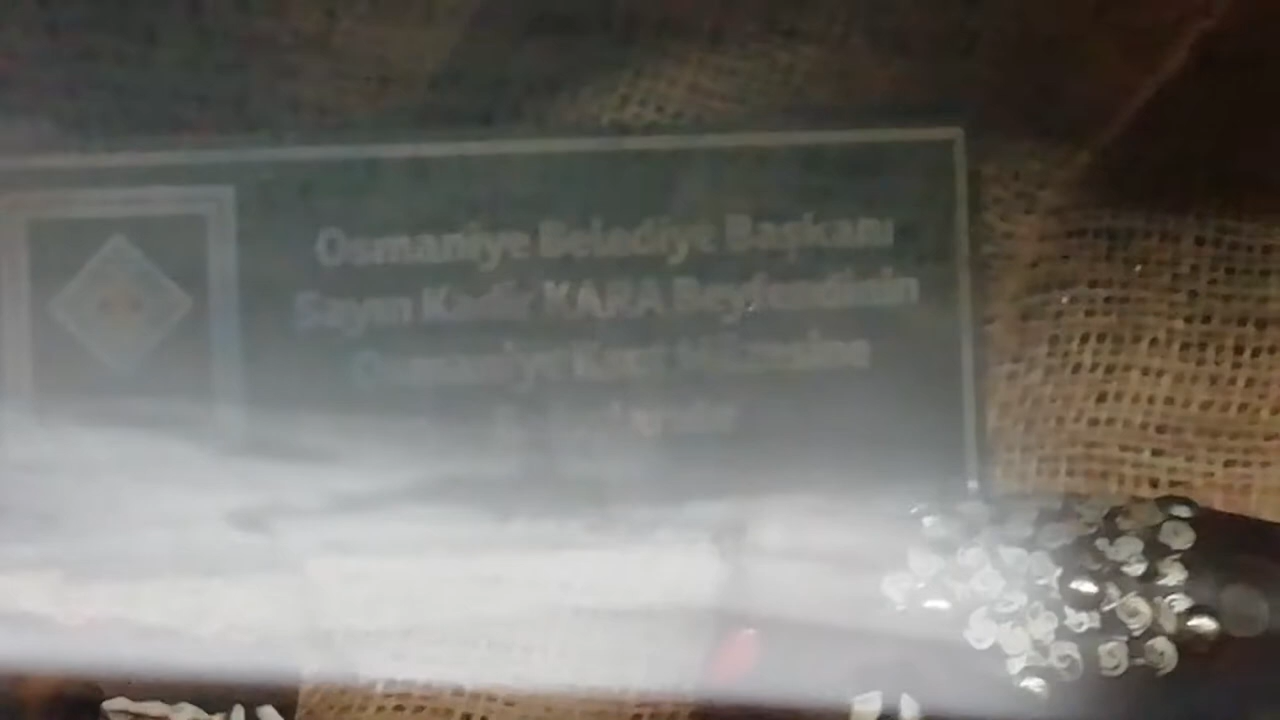 Osmaniye Belediye Başkanı
Sayın Kadir KARA Beyfendinin
Osmaniye Kent Müzesine